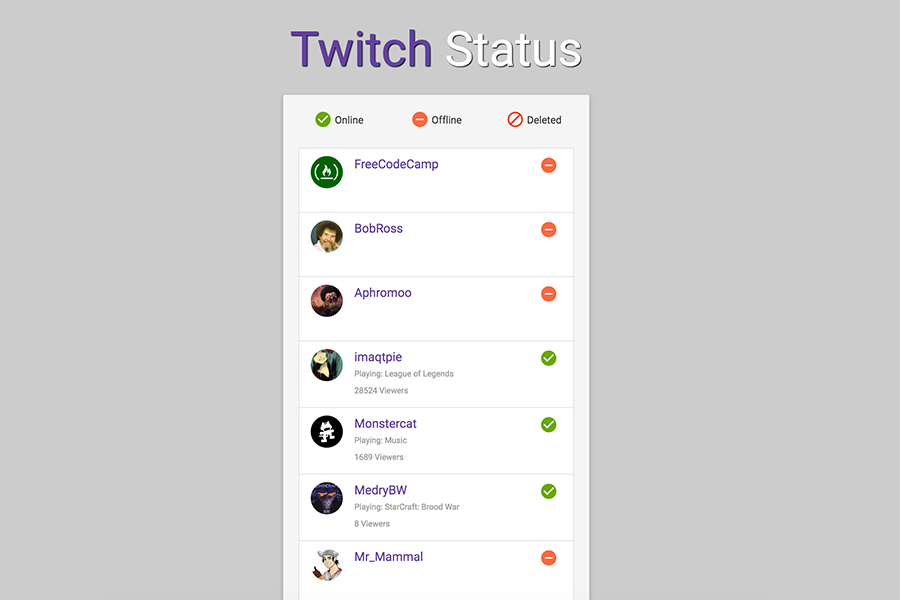 Twitch Status
Online Offline Deleted
FreeCodeCamp
BobRoss
Aphromoo
imaqtpie
Playing: League of Legends
28524 Viewers
Monstercat
Playing: Music
1689 Viewers
MedryBW
Playing: StarCraft: Brood War
8 Viewers
Mr_Mammal